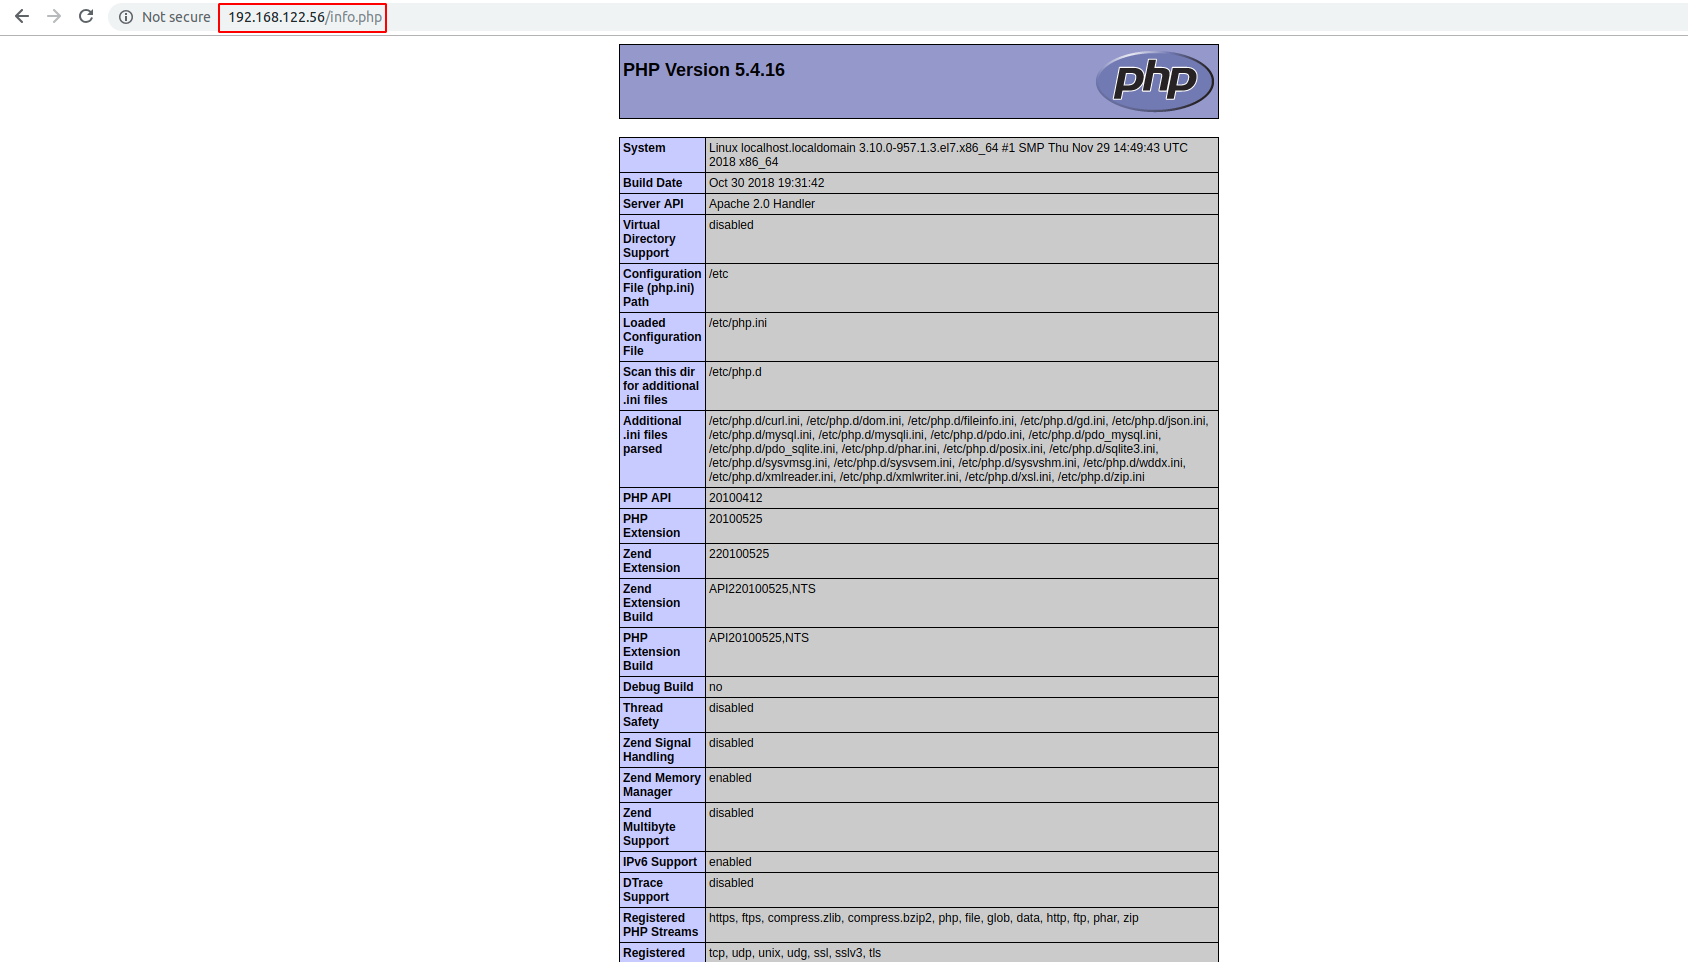 Not secure 192.168.122.56/info.php
PHP Version 5.4.16
php
System
Linux localhost.localdomain 3.10.0-957.1.3.el7.x86_64 #1 SMP Thu Nov 29 14:49:43 UTC
2018 x86_64
Build Date
Oct 30 2018 19:31:42
Server API
Apache 2.0 Handler
Virtual
Directory
Support
disabled
Configuration
File (php.ini)
Path
/etc
Loaded
Configuration
File
/etc/php.ini
Scan this dir
for additional
.ini files
/etc/php.d
Additional
.ini files
parsed
/etc/php.d/curl.ini, /etc/php.d/dom.ini, /etc/php.d/fileinfo.ini, /etc/php.d/gd.ini, /etc/php.d/json.ini,
/etc/php.d/mysql.ini, /etc/php.d/mysqli.ini, /etc/php.d/pdo.ini, /etc/php.d/pdo_mysql.ini,
/etc/php.d/pdo_sqlite.ini, /etc/php.d/phar.ini, /etc/php.d/posix.ini, /etc/php.d/sqlite3.ini,
/etc/php.d/sysvmsg.ini, /etc/php.d/sysvsem.ini, /etc/php.d/sysvshm.ini, /etc/php.d/wddx.ini,
/etc/php.d/xmlreader.ini, /etc/php.d/xmlwriter.ini, /etc/php.d/xsl.ini, /etc/php.d/zip.ini
PHP API
20100412
PHP
Extension
20100525
Zend
Extension
220100525
Zend
Extension
Build
API220100525,NTS
PHP
Extension
Build
API20100525,NTS
Debug Build
no
Thread
Safety
disabled
Zend Signal
Handling
disabled
Zend Memory
Manager
enabled
Zend
Multibyte
Support
disabled
IPv6 Support
enabled
DTrace
Support
disabled
Registered
PHP Streams
https, ftps, compress.zlib, compress.bzip2, php, file, glob, data, http, ftp, phar, zip
Registered
tcp, udp, unix, udg, ssl, sslv3, tls